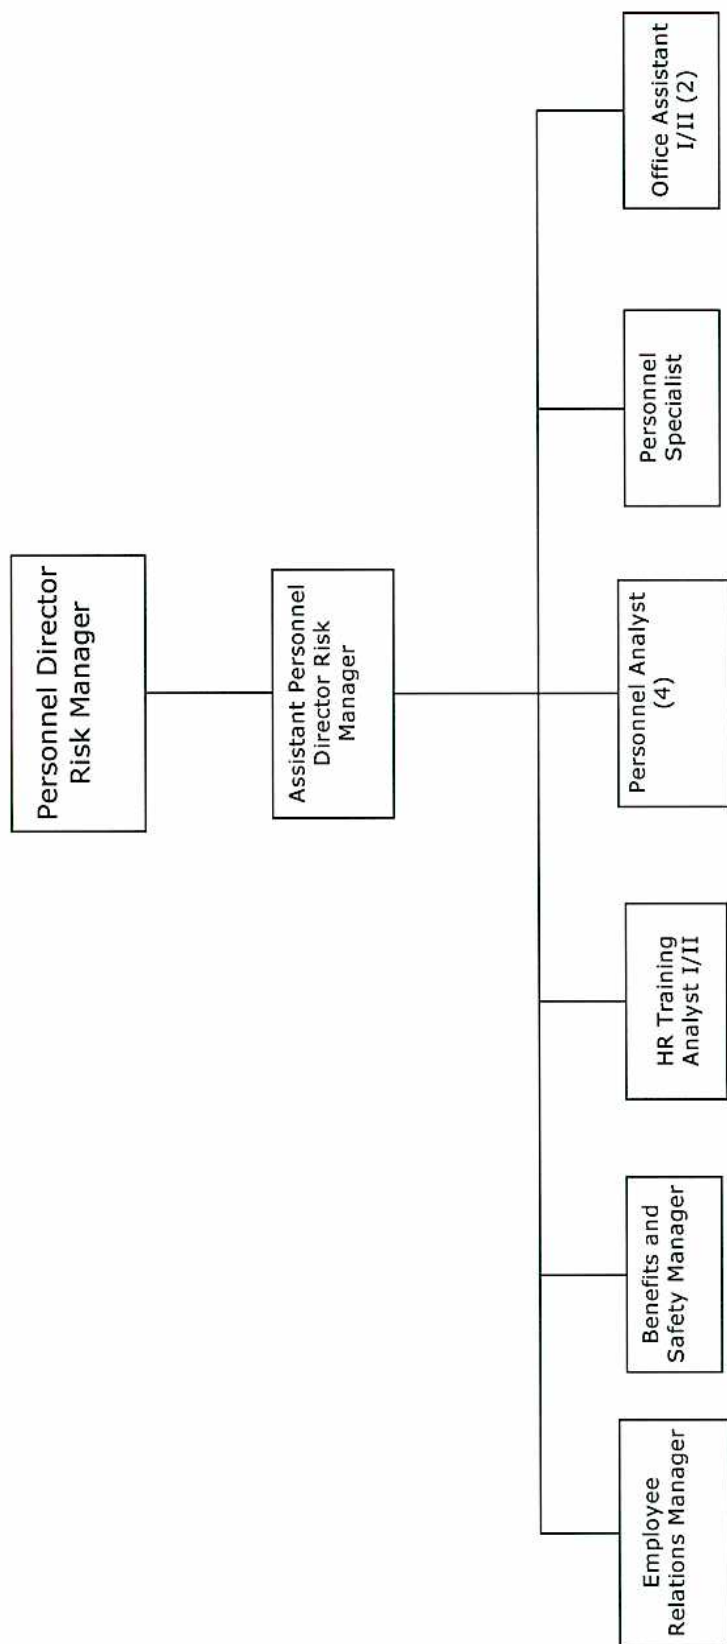 Personnel Director
Risk Manager
Assistant Personnel
Director Risk
Manager
Employee
Relations Manager
Benefits and
Safety Manager
HR Training
Analyst I/II
Personnel Analyst
(4)
Personnel
Specialist
Office Assistant
I/II (2)